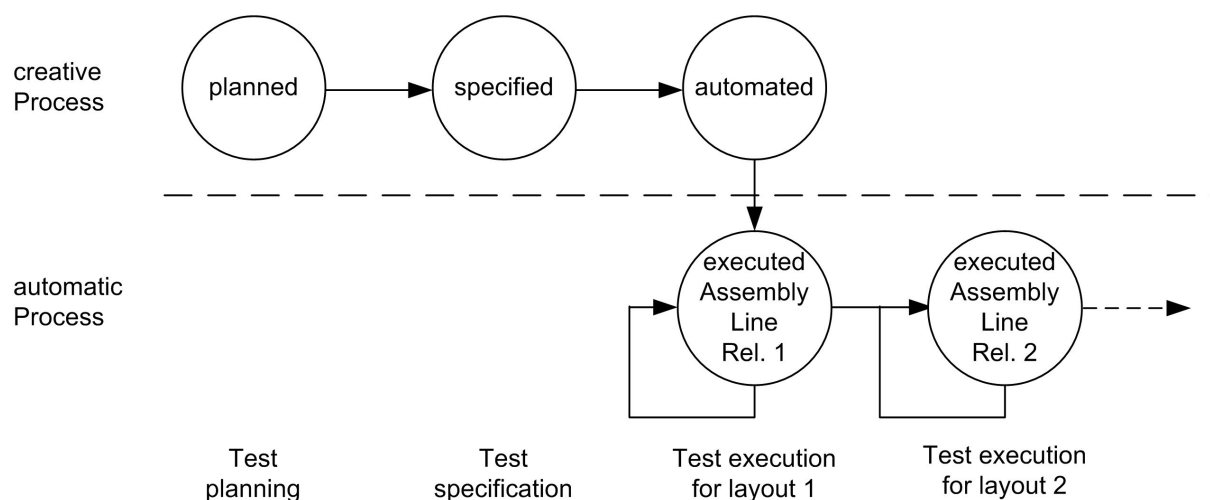 creative
Process
planned
specified
automated
automatic
Process
executed
Assembly
Line
Rel. 1
executed
Assembly
Line
Rel. 2
Test
planning
Test
specification
Test execution
for layout 1
Test execution
for layout 2